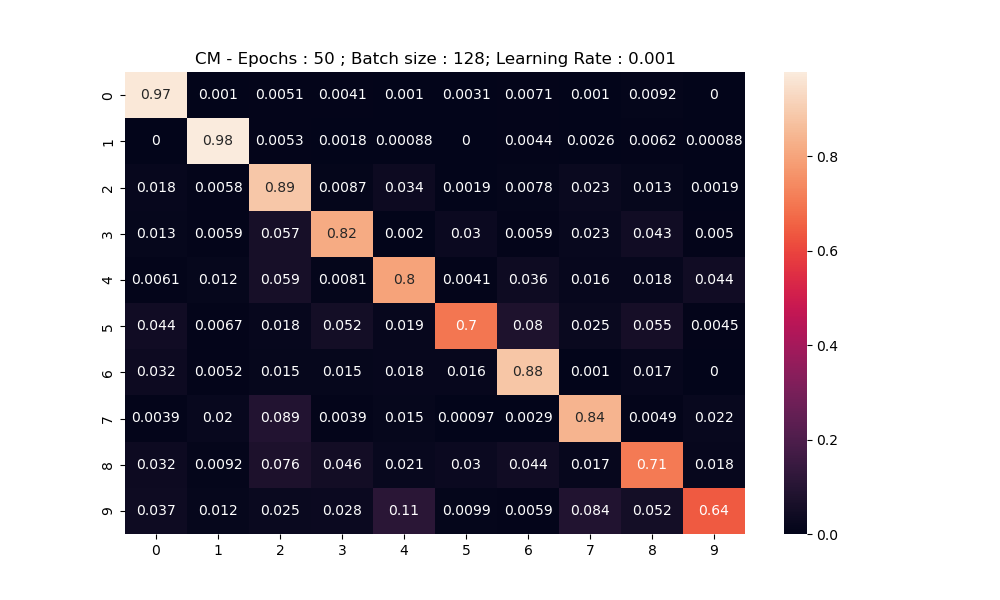 CM - Epochs : 50 ; Batch size : 128; Learning Rate : 0.001
0 0.97 0.001 0.0051 0.0041 0.001 0.0031 0.0071 0.001 0.0092 0
1 0 0.98 0.0053 0.0018 0.00088 0 0.0044 0.0026 0.0062 0.00088
2 0.018 0.0058 0.89 0.0087 0.034 0.0019 0.0078 0.023 0.013 0.0019
3 0.013 0.0059 0.057 0.82 0.002 0.03 0.0059 0.023 0.043 0.005
4 0.0061 0.012 0.059 0.0081 0.8 0.0041 0.036 0.016 0.018 0.044
5 0.044 0.0067 0.018 0.052 0.019 0.7 0.08 0.025 0.055 0.0045
6 0.032 0.0052 0.015 0.015 0.018 0.016 0.88 0.001 0.017 0
7 0.0039 0.02 0.089 0.0039 0.015 0.00097 0.0029 0.84 0.0049 0.022
8 0.032 0.0092 0.076 0.046 0.021 0.03 0.044 0.017 0.71 0.018
9 0.037 0.012 0.025 0.028 0.11 0.0099 0.0059 0.084 0.052 0.64
0 1 2 3 4 5 6 7 8 9
0.8
0.6
0.4
0.2
0.0